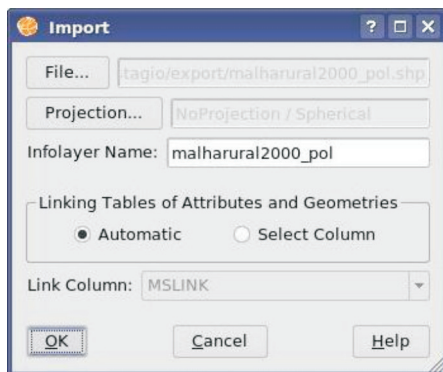 Import
File... tagio/export/malharural2000_pol.shp
Projection... NoProjection / Spherical
Infolayer Name: malharural2000_pol
Linking Tables of Attributes and Geometries
Automatic Select Column
Link Column: MSLINK
OK Cancel Help